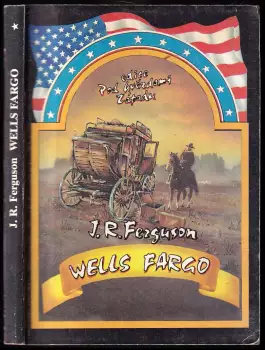 J. R. Ferguson WELLS FARGO
edice
Pod hvězdami
Západu
J.R.Ferguson
WELLS FARGO